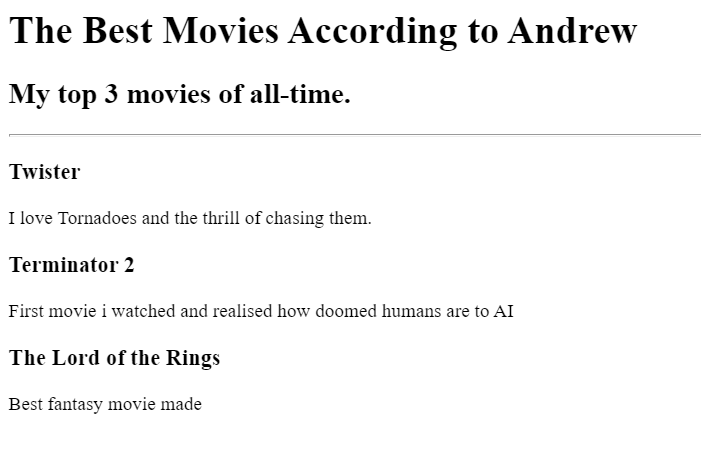 The Best Movies According to Andrew
My top 3 movies of all-time.
Twister
I love Tornadoes and the thrill of chasing them.
Terminator 2
First movie i watched and realised how doomed humans are to AI
The Lord of the Rings
Best fantasy movie made